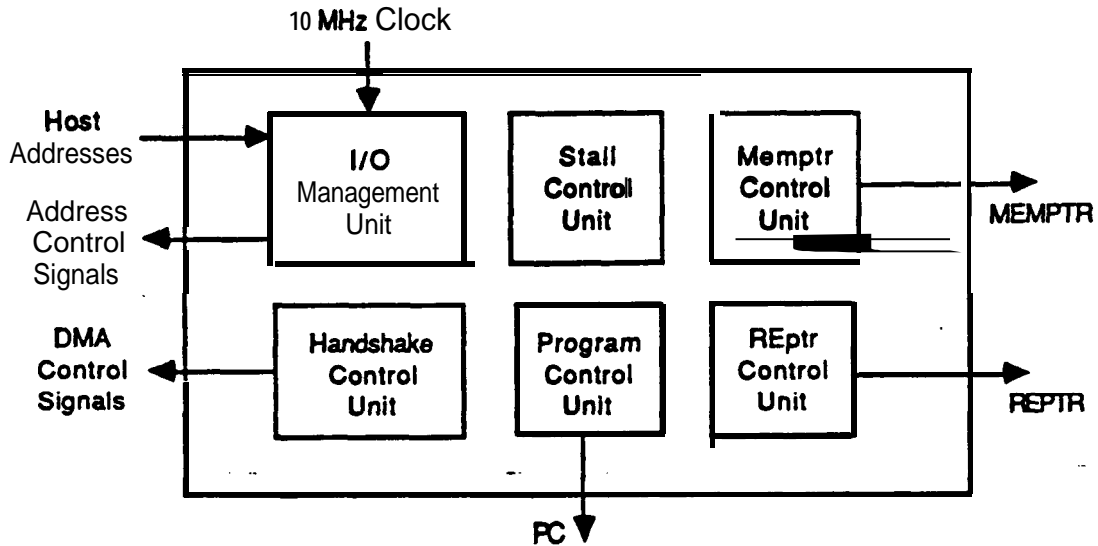 10 MHz Clock
Host
Addresses
I/O
Management
Unit
Stall
Control
Unit
Memptr
Control
Unit
MEMPTR
Address
Control
Signals
DMA
Control
Signals
Handshake
Control
Unit
Program
Control
Unit
REptr
Control
Unit
REPTR
PC